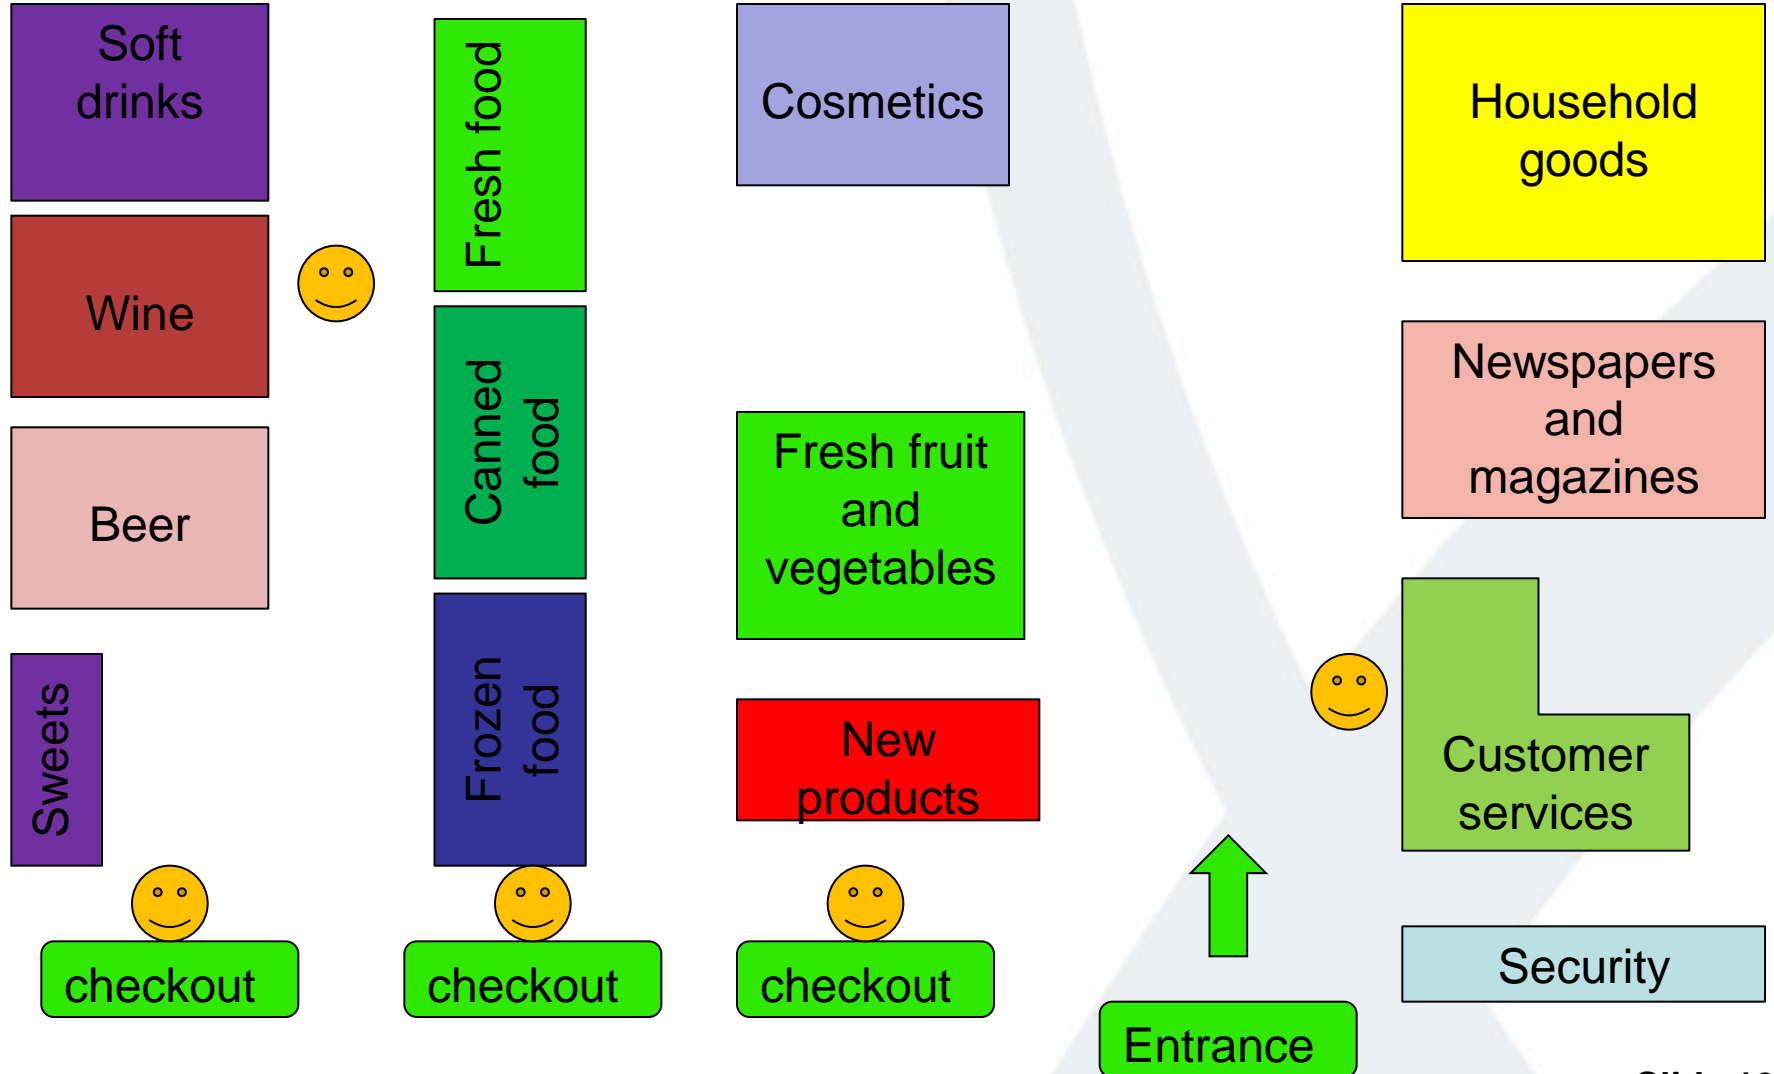 Soft
drinks
Fresh food
Cosmetics
Household
goods
Wine
Canned
food
Newspapers
and
magazines
Beer
Fresh fruit
and
vegetables
Sweets
Frozen
food
New
products
Customer
services
checkout
checkout
checkout
Security
Entrance